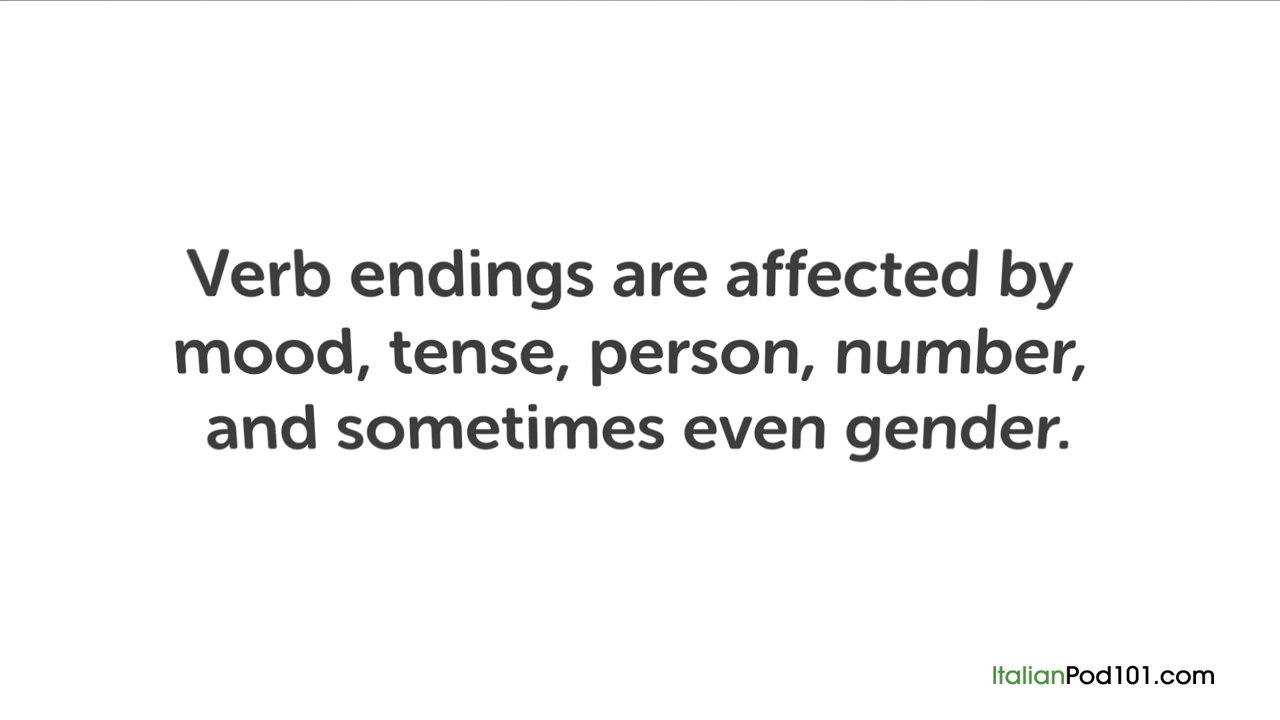 Verb endings are affected by
mood, tense, person, number,
and sometimes even gender.
ItalianPod101.com